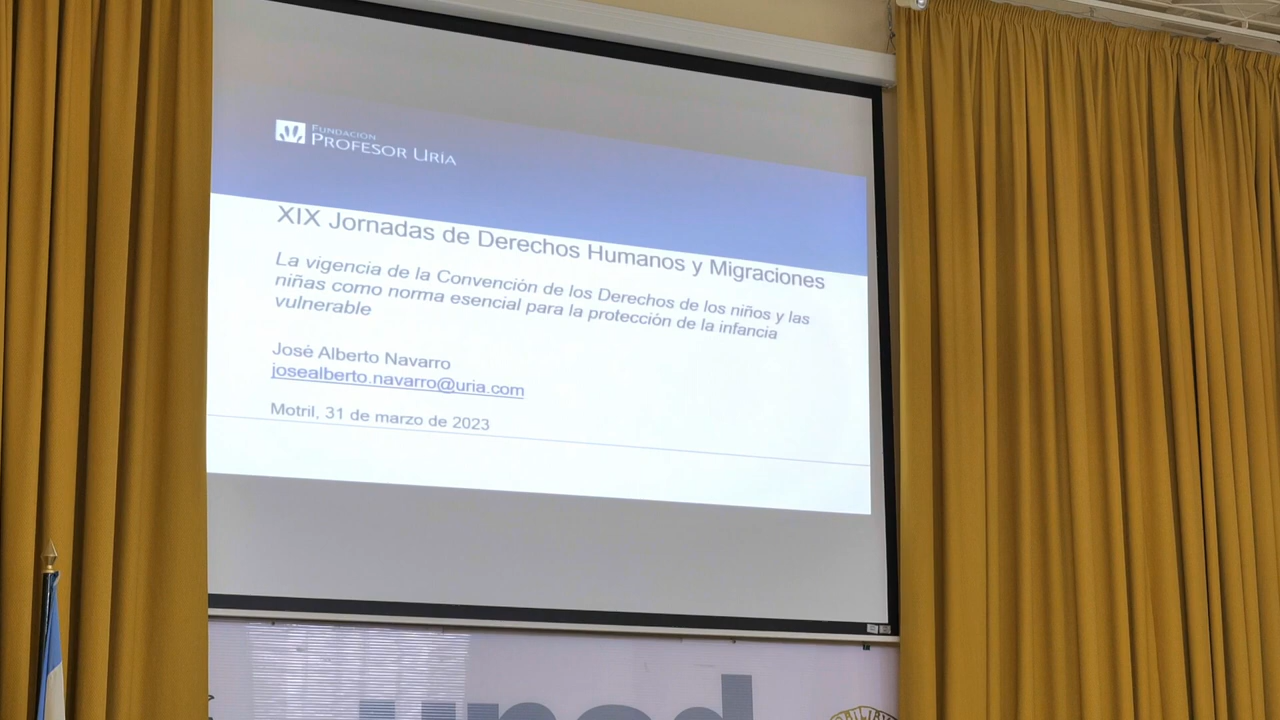 FUNDACIÓN
PROFESOR URÍA
XIX Jornadas de Derechos Humanos y Migraciones
La vigencia de la Convención de los Derechos de los niños y las
niñas como norma esencial para la protección de la infancia
vulnerable
José Alberto Navarro
josealberto.navarro@uria.com
Motril, 31 de marzo de 2023
uned